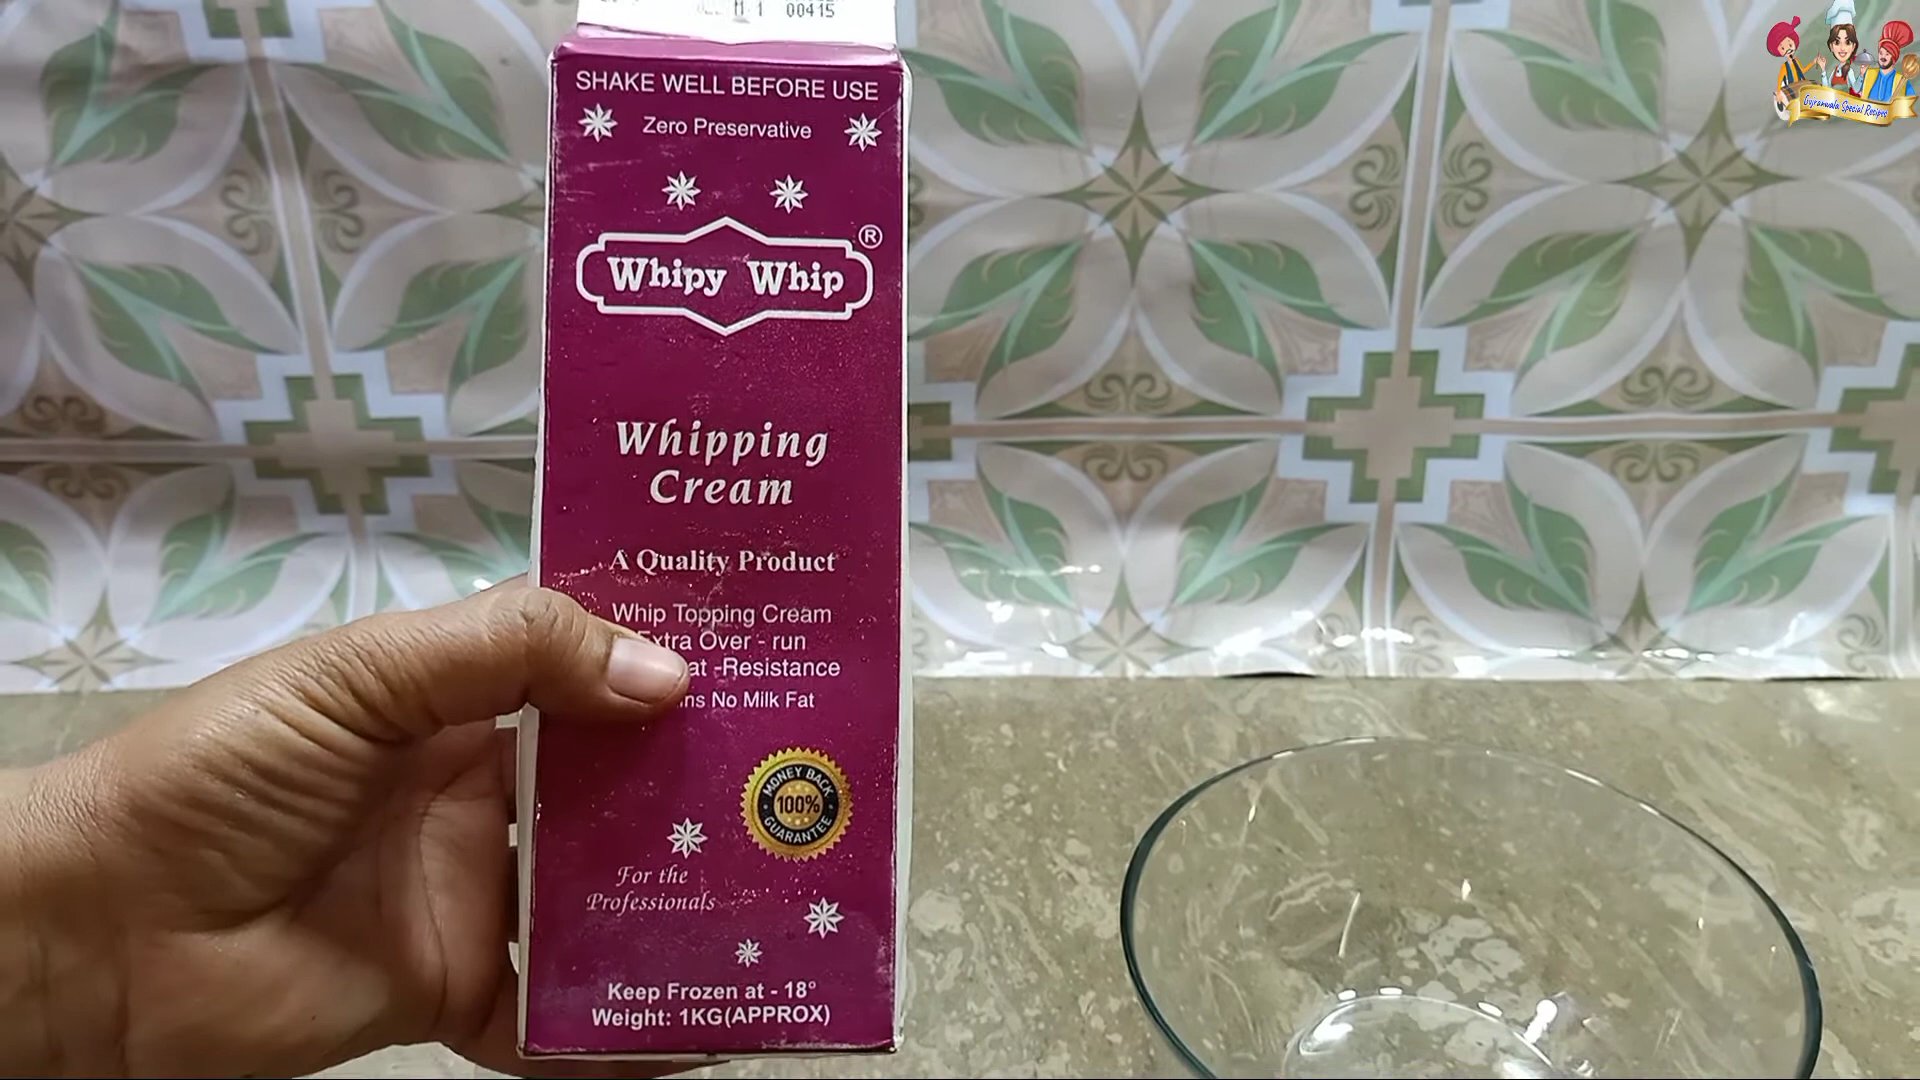 M 1 00415
SHAKE WELL BEFORE USE
Zero Preservative
®
Whipy Whip
Whipping
Cream
A Quality Product
Whip Topping Cream
Extra Over - run
at -Resistance
ns No Milk Fat
MONEY BACK
100%
GUARANTEE
For the
Professionals
Keep Frozen at - 18°
Weight: 1KG(APPROX)
Gujranwala Special Recipes